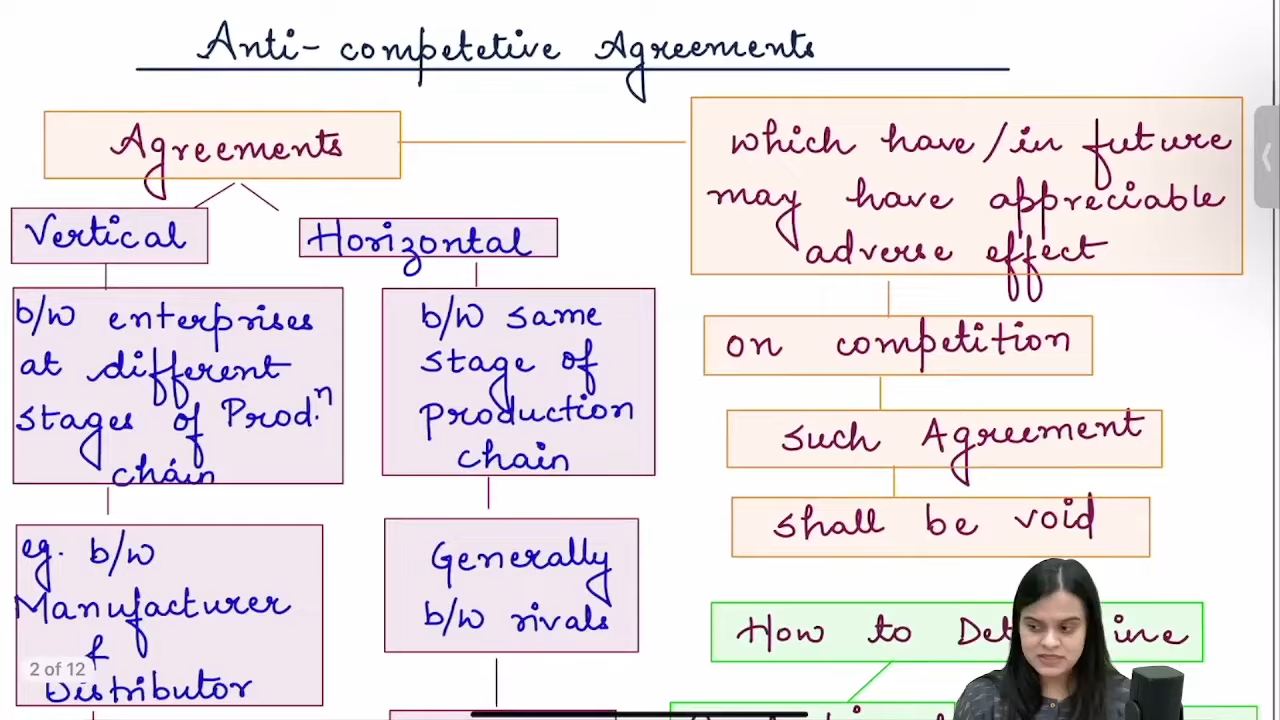 Anti-competetive Agreements
Agreements
which have/in future
may have appreciable
adverse effect
Vertical
Horizontal
b/w enterprises
at different
stages of Prod.n
chain
b/w same
stage of
production
chain
on competition
such Agreement
shall be void
eg. b/w
Manufacturer
&
Distributor
Generally
b/w rivals
How to
2 of 12